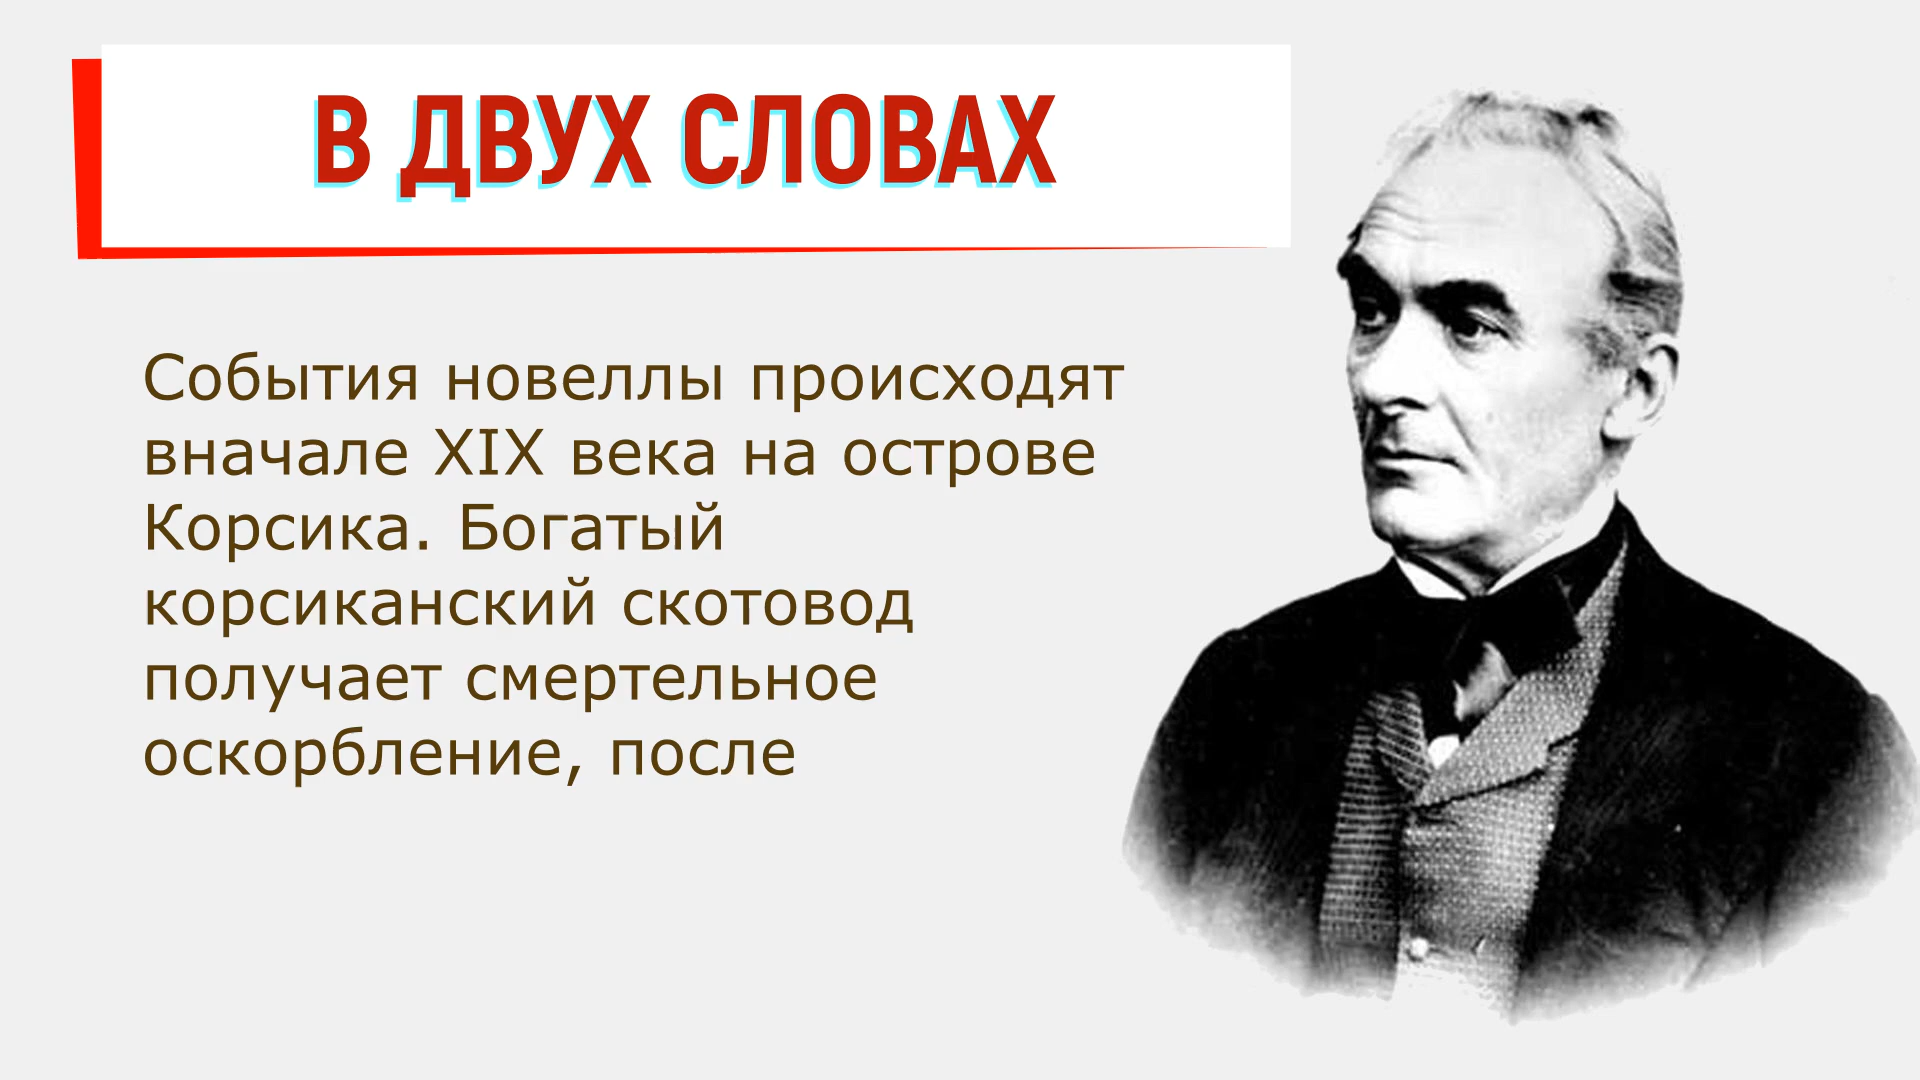 В ДВУХ СЛОВАХ
События новеллы происходят
вначале XIX века на острове
Корсика. Богатый
корсиканский скотовод
получает смертельное
оскорбление, после